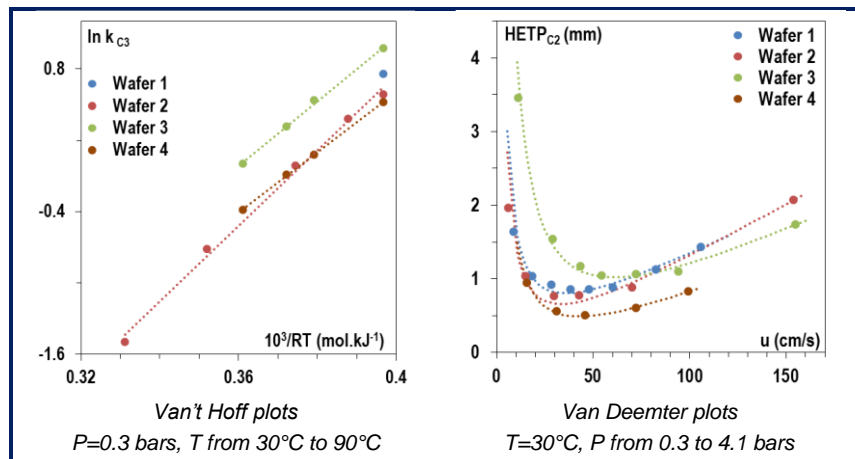 ln k C3
0.8
-0.4
-1.6
Wafer 1
Wafer 2
Wafer 3
Wafer 4
10³/RT (mol.kJ⁻¹)
0.32 0.36 0.4
Van't Hoff plots
P=0.3 bars, T from 30°C to 90°C
HETP C2 (mm)
4
3
2
1
0
Wafer 1
Wafer 2
Wafer 3
Wafer 4
u (cm/s)
0 50 100 150
Van Deemter plots
T=30°C, P from 0.3 to 4.1 bars